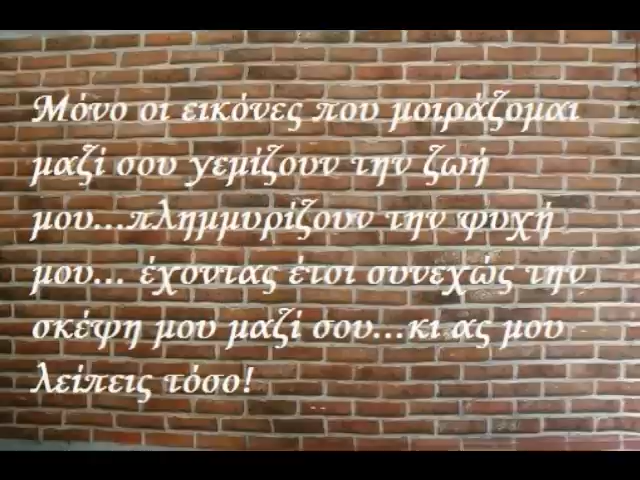 Μόνο οι εικόνες που μοιράζομαι
μαζί σου γεμίζουν την ζωή
μου...πλημμυρίζουν την ψυχή
μου... έχοντας έτσι συνεχώς την
σκέψη μου μαζί σου...κι ας μου
λείπεις τόσο!